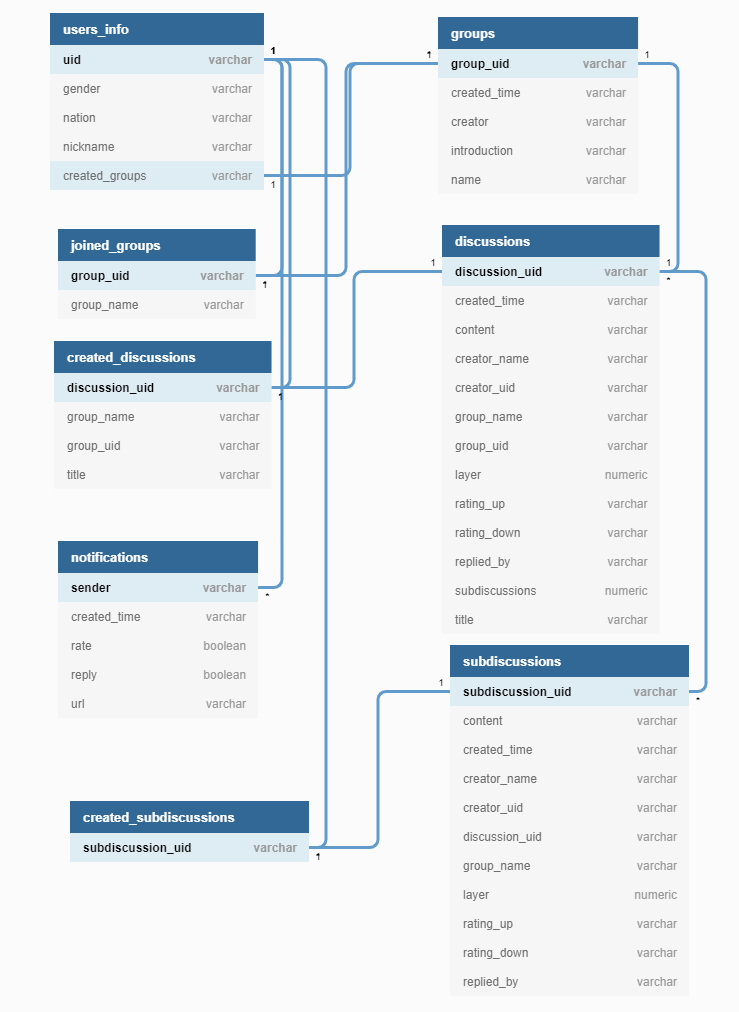 users_info
1
uid varchar
gender varchar
nation varchar
nickname varchar
created_groups varchar
1
joined_groups
group_uid varchar
1
group_name varchar
created_discussions
discussion_uid varchar
1
group_name varchar
group_uid varchar
title varchar
notifications
sender varchar
*
created_time varchar
rate boolean
reply boolean
url varchar
created_subdiscussions
subdiscussion_uid varchar
1
groups
1 1
group_uid varchar
created_time varchar
creator varchar
introduction varchar
name varchar
discussions
1 1
discussion_uid varchar
*
created_time varchar
content varchar
creator_name varchar
creator_uid varchar
group_name varchar
group_uid varchar
layer numeric
rating_up varchar
rating_down varchar
replied_by varchar
subdiscussions numeric
title varchar
subdiscussions
1
subdiscussion_uid varchar
*
content varchar
created_time varchar
creator_name varchar
creator_uid varchar
discussion_uid varchar
group_name varchar
layer numeric
rating_up varchar
rating_down varchar
replied_by varchar